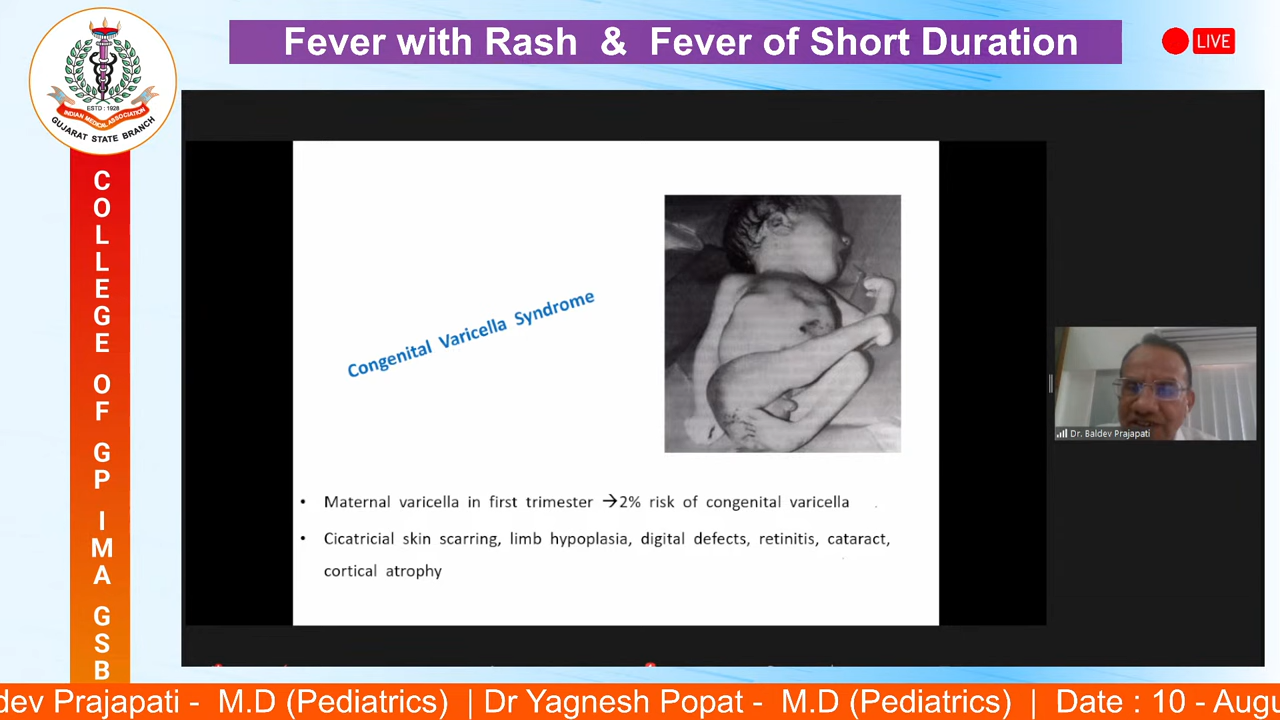 Fever with Rash & Fever of Short Duration
LIVE
ESTD : 1928
INDIAN MEDICAL ASSOCIATION
GUJARAT STATE BRANCH
COLLEGE OF GP IMA GSB
Congenital Varicella Syndrome
• Maternal varicella in first trimester →2% risk of congenital varicella
• Cicatricial skin scarring, limb hypoplasia, digital defects, retinitis, cataract,
cortical atrophy
Dr. Baldev Prajapati
dev Prajapati - M.D (Pediatrics) | Dr Yagnesh Popat - M.D (Pediatrics) | Date : 10 - Augu